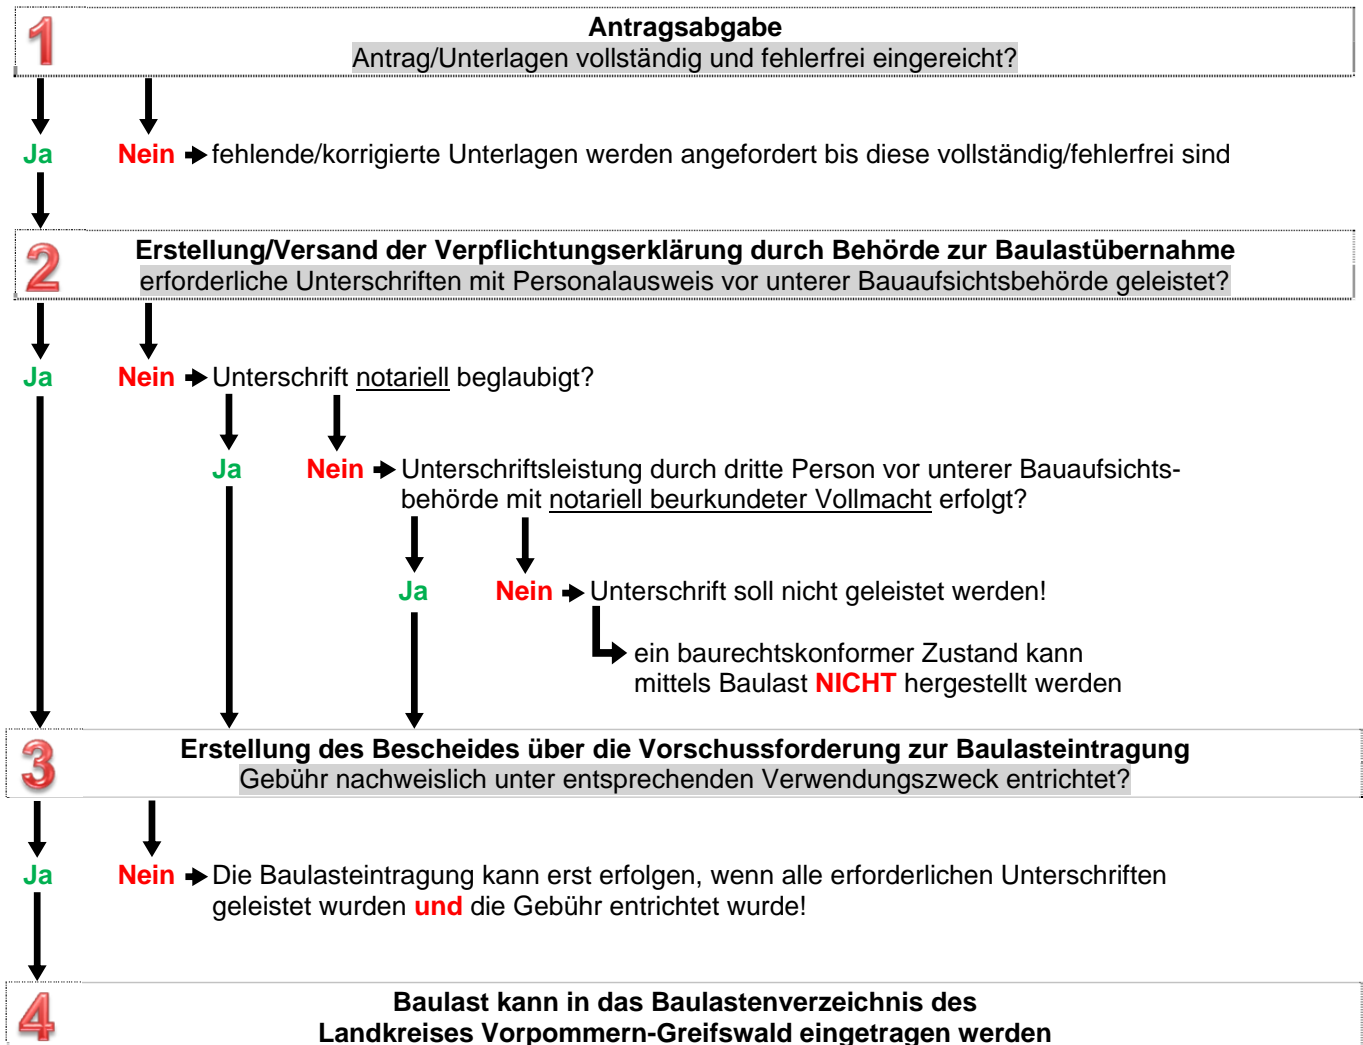 1
Antragsabgabe
Antrag/Unterlagen vollständig und fehlerfrei eingereicht?
Ja Nein fehlende/korrigierte Unterlagen werden angefordert bis diese vollständig/fehlerfrei sind
2
Erstellung/Versand der Verpflichtungserklärung durch Behörde zur Baulastübernahme
erforderliche Unterschriften mit Personalausweis vor unterer Bauaufsichtsbehörde geleistet?
Ja Nein Unterschrift notariell beglaubigt?
Ja Nein Unterschriftsleistung durch dritte Person vor unterer Bauaufsichts-
behörde mit notariell beurkundeter Vollmacht erfolgt?
Ja Nein Unterschrift soll nicht geleistet werden!
ein baurechtskonformer Zustand kann
mittels Baulast NICHT hergestellt werden
3
Erstellung des Bescheides über die Vorschussforderung zur Baulasteintragung
Gebühr nachweislich unter entsprechenden Verwendungszweck entrichtet?
Ja Nein Die Baulasteintragung kann erst erfolgen, wenn alle erforderlichen Unterschriften
geleistet wurden und die Gebühr entrichtet wurde!
4
Baulast kann in das Baulastenverzeichnis des
Landkreises Vorpommern-Greifswald eingetragen werden